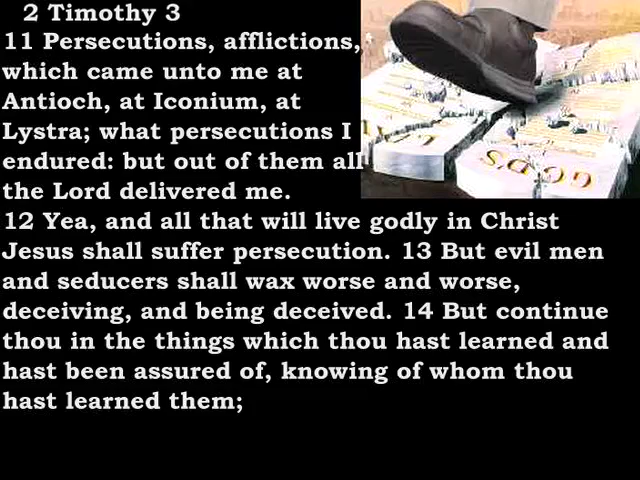 2 Timothy 3
11 Persecutions, afflictions,
which came unto me at
Antioch, at Iconium, at
Lystra; what persecutions I
endured: but out of them all
the Lord delivered me.
12 Yea, and all that will live godly in Christ
Jesus shall suffer persecution. 13 But evil men
and seducers shall wax worse and worse,
deceiving, and being deceived. 14 But continue
thou in the things which thou hast learned and
hast been assured of, knowing of whom thou
hast learned them;
GOD'S